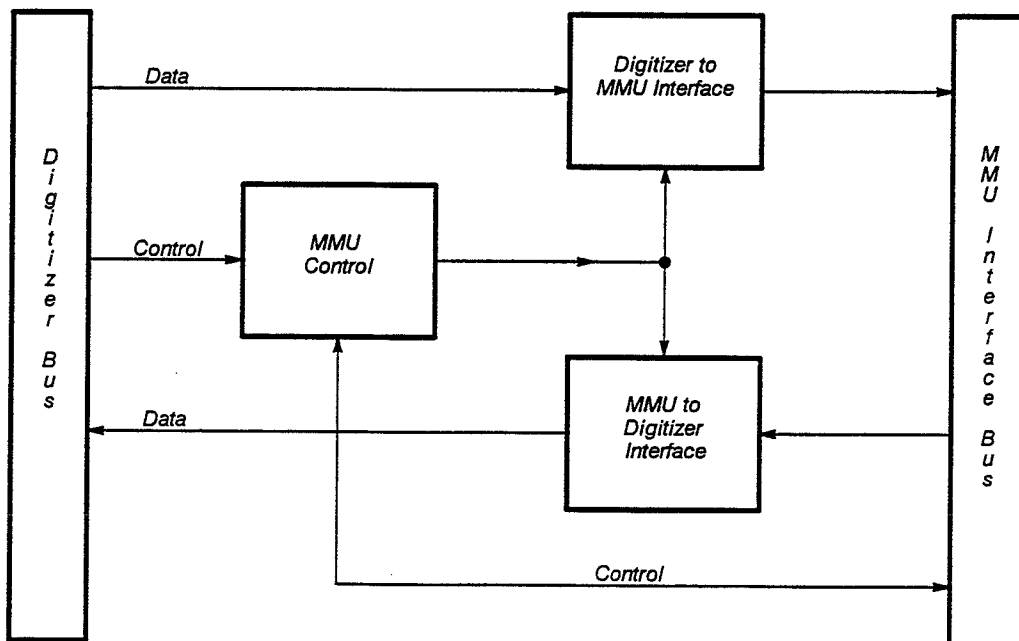 Digitizer Bus
Data
Digitizer to
MMU Interface
MMU Interface Bus
Control
MMU
Control
Data
MMU to
Digitizer
Interface
Control